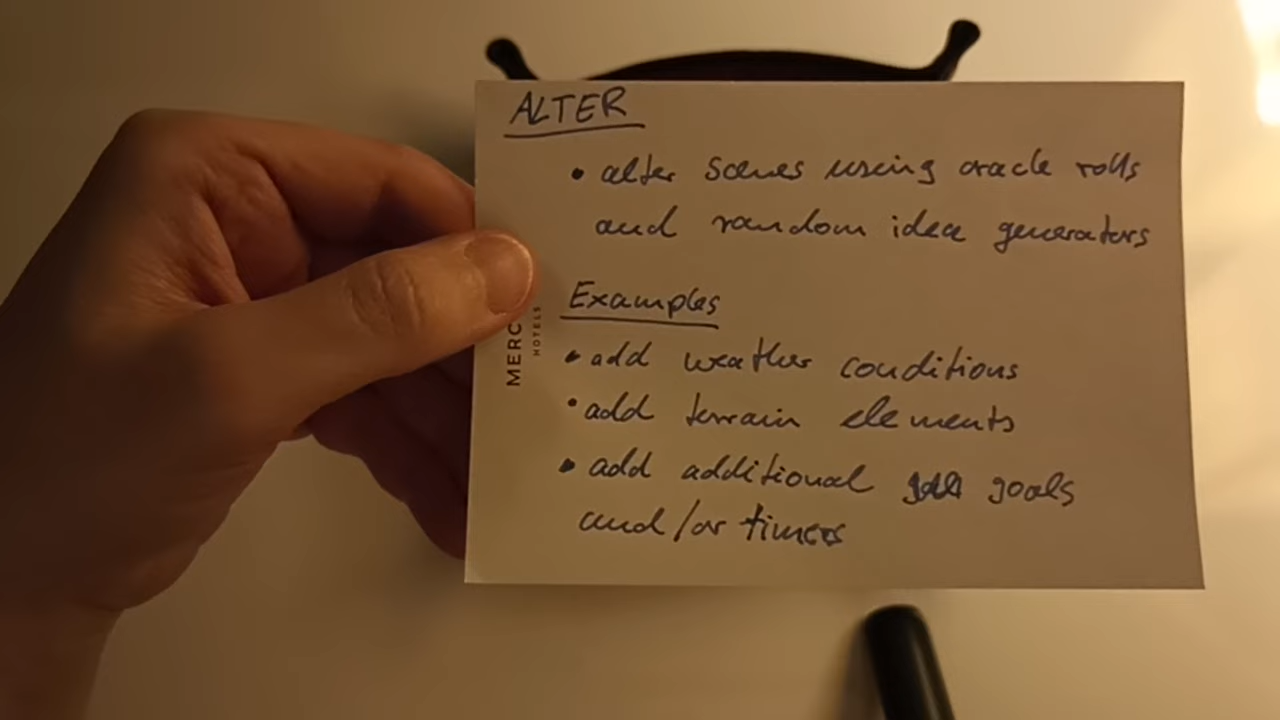 ALTER
• alter scenes using oracle rolls
and random idea generators
Examples
• add weather conditions
• add terrain elements
• add additional goals
and/or timers
MERC
HOTELS